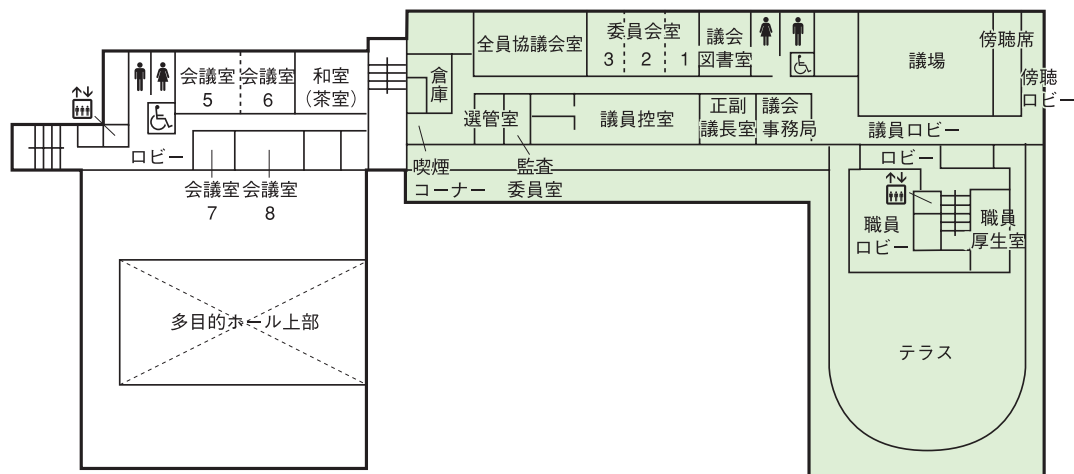 会議室
5
会議室
6
和室
(茶室)
ロビー
会議室
7
会議室
8
多目的ホール上部
倉
庫
全員協議会室
委員会室
3 2 1
議会
図書室
議場
傍聴席
傍聴
ロビー
選管室
議員控室
正副
議長室
議会
事務局
議員ロビー
喫煙
コーナー
監査
委員室
ロビー
職員
ロビー
職員
厚生室
テラス